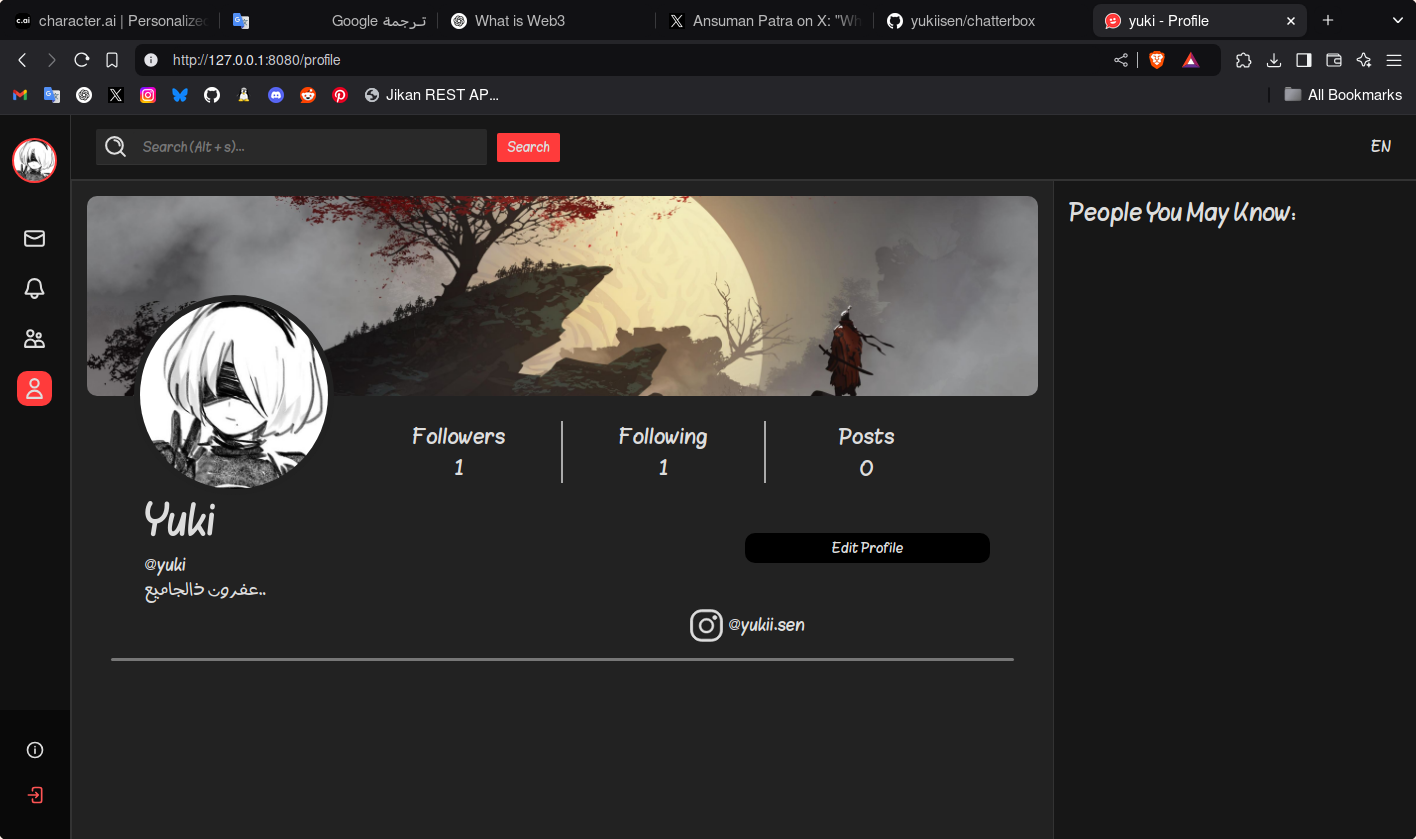 c.ai character.ai | Personalized
Google ترجمة
What is Web3
Ansuman Patra on X: "Wh
yukiisen/chatterbox
yuki - Profile
http://127.0.0.1:8080/profile
Jikan REST AP...
All Bookmarks
Search (Alt + s)...
Search
EN
People You May Know:
Followers
1
Following
1
Posts
0
Yuki
@yuki
عفرون ذالجاميع..
Edit Profile
@yukii.sen